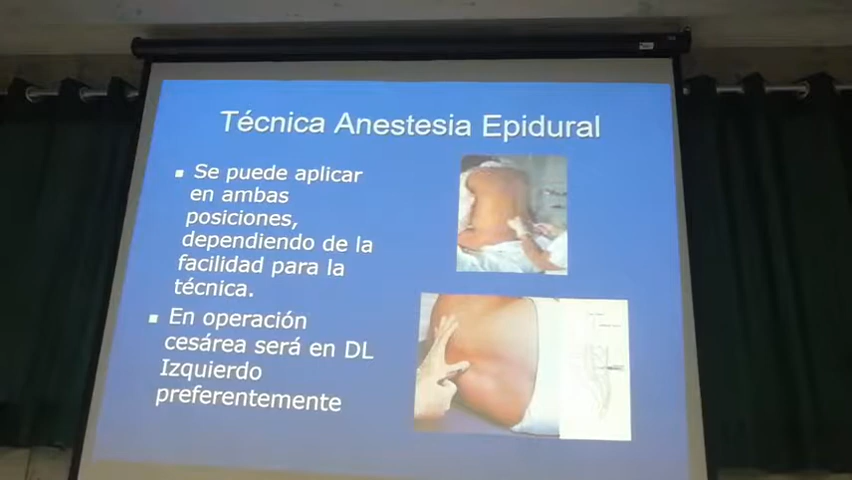 Técnica Anestesia Epidural
▪ Se puede aplicar
en ambas
posiciones,
dependiendo de la
facilidad para la
técnica.
▪ En operación
cesárea será en DL
Izquierdo
preferentemente